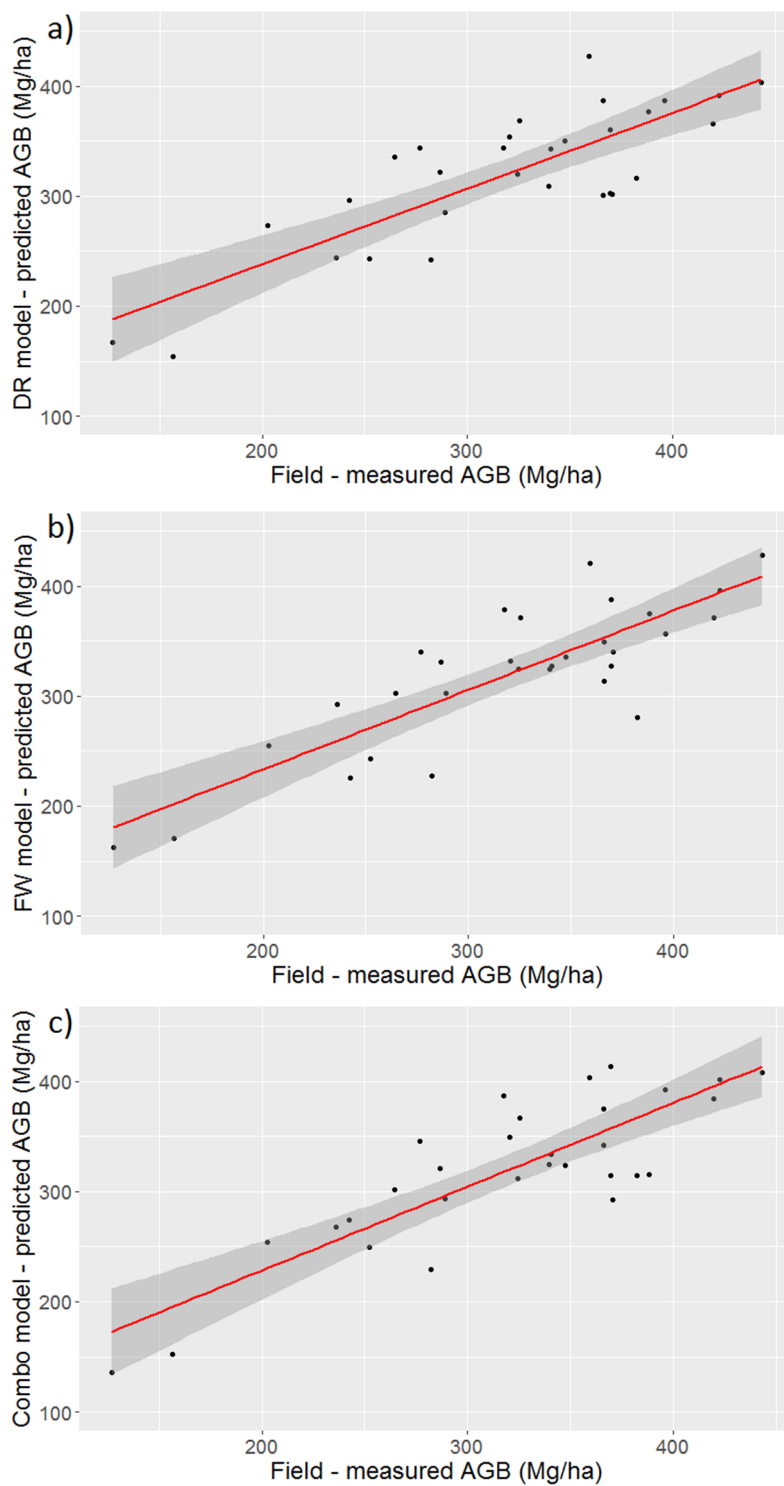 a)
DR model - predicted AGB (Mg/ha)
400
300
200
100
200 300 400
Field - measured AGB (Mg/ha)
b)
FW model - predicted AGB (Mg/ha)
400
300
200
100
200 300 400
Field - measured AGB (Mg/ha)
c)
Combo model - predicted AGB (Mg/ha)
400
300
200
100
200 300 400
Field - measured AGB (Mg/ha)